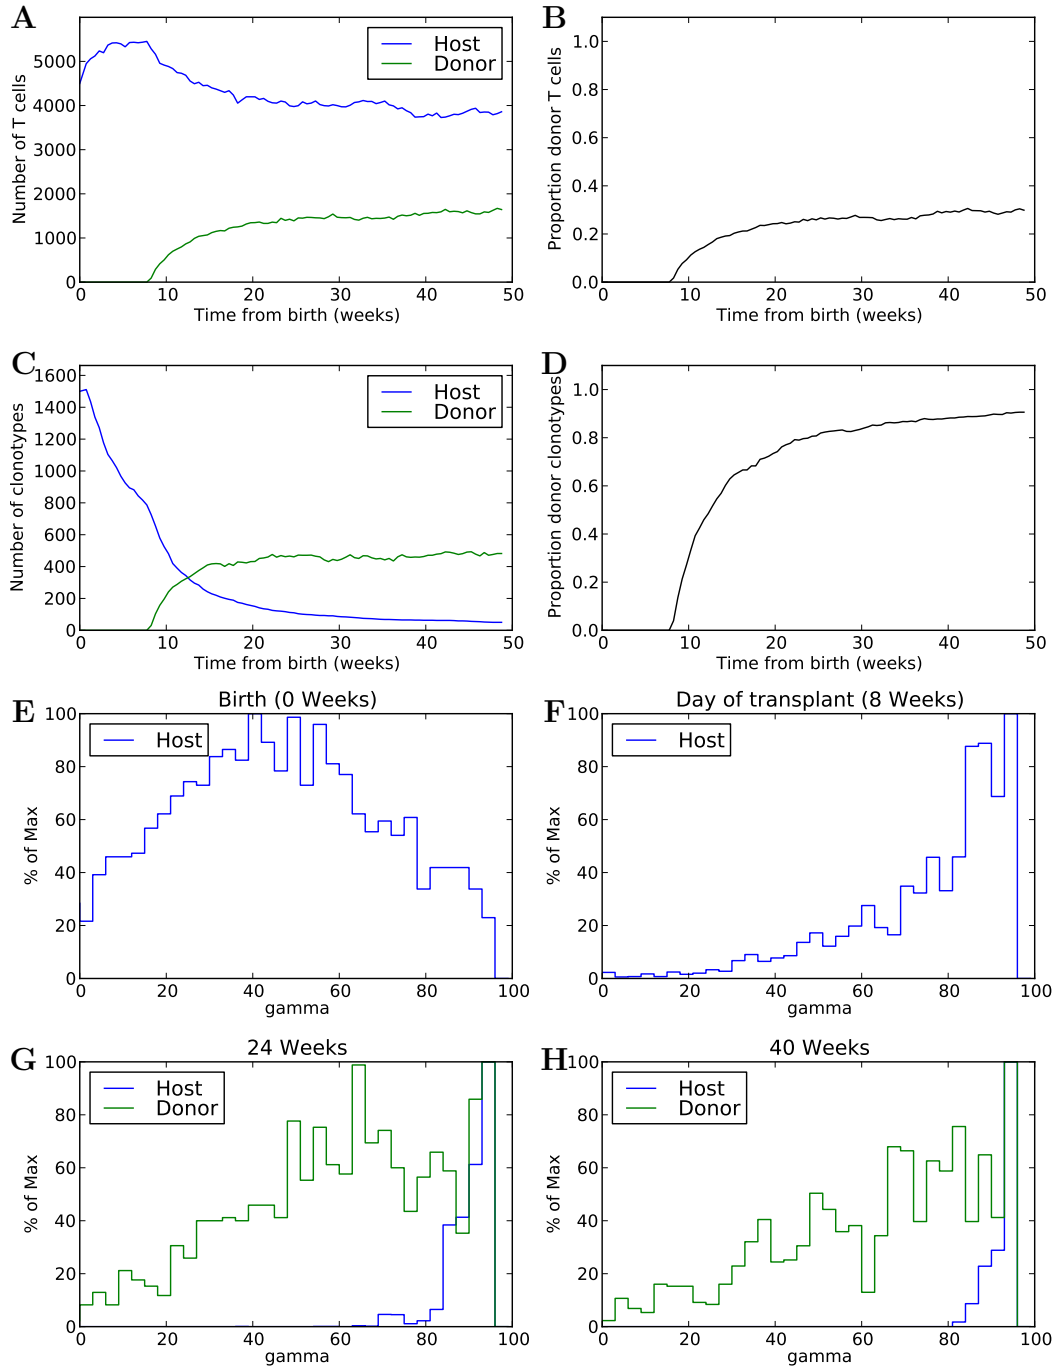 A
Number of T cells
5000
4000
3000
2000
1000
0
Host
Donor
0 10 20 30 40 50
Time from birth (weeks)
B
Proportion donor T cells
1.0
0.8
0.6
0.4
0.2
0.0
0 10 20 30 40 50
Time from birth (weeks)
C
Number of clonotypes
1600
1400
1200
1000
800
600
400
200
0
Host
Donor
0 10 20 30 40 50
Time from birth (weeks)
D
Proportion donor clonotypes
1.0
0.8
0.6
0.4
0.2
0.0
0 10 20 30 40 50
Time from birth (weeks)
E
Birth (0 Weeks)
% of Max
100
80
60
40
20
0
Host
0 20 40 60 80 100
gamma
F
Day of transplant (8 Weeks)
% of Max
100
80
60
40
20
0
Host
0 20 40 60 80 100
gamma
G
24 Weeks
% of Max
100
80
60
40
20
0
Host
Donor
0 20 40 60 80 100
gamma
H
40 Weeks
% of Max
100
80
60
40
20
0
Host
Donor
0 20 40 60 80 100
gamma